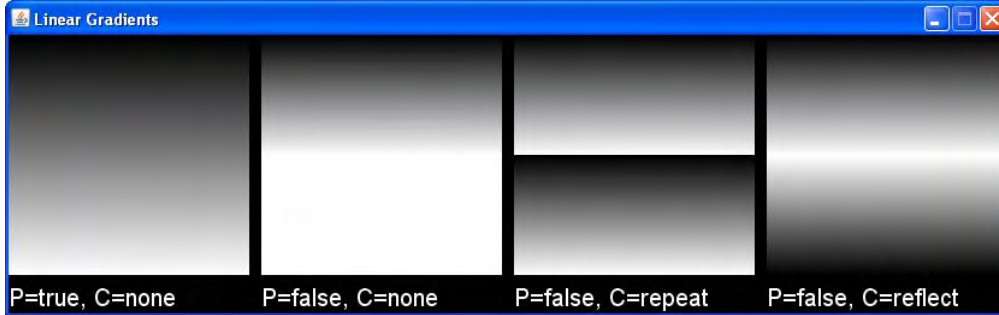 Linear Gradients
P=true, C=none
P=false, C=none
P=false, C=repeat
P=false, C=reflect